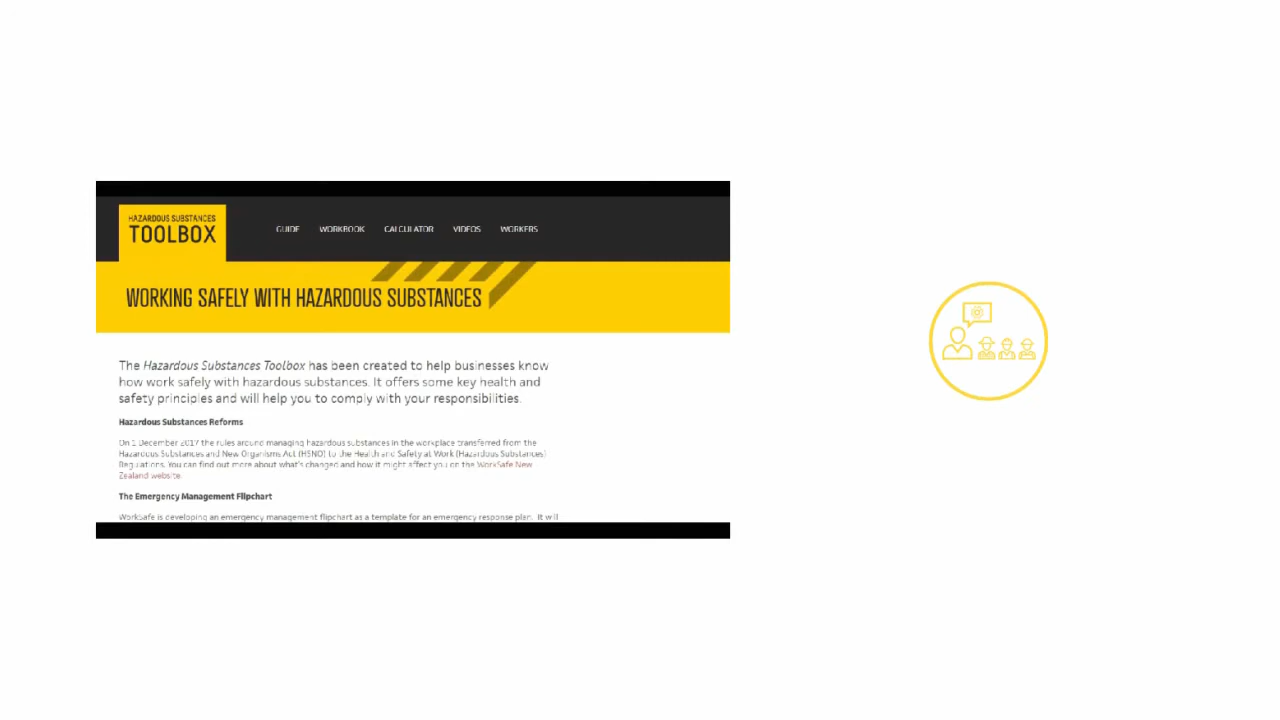 HAZARDOUS SUBSTANCES
TOOLBOX
GUIDE WORKBOOK CALCULATOR VIDEOS WORKERS
WORKING SAFELY WITH HAZARDOUS SUBSTANCES
The Hazardous Substances Toolbox has been created to help businesses know
how work safely with hazardous substances. It offers some key health and
safety principles and will help you to comply with your responsibilities.
Hazardous Substances Reforms
On 1 December 2017 the rules around managing hazardous substances in the workplace transferred from the
Hazardous Substances and New Organisms Act (HSNO) to the Health and Safety at Work (Hazardous Substances)
Regulations. You can find out more about what's changed and how it might affect you on the WorkSafe New
Zealand website.
The Emergency Management Flipchart
WorkSafe is developing an emergency management flipchart as a template for an emergency response plan. It will